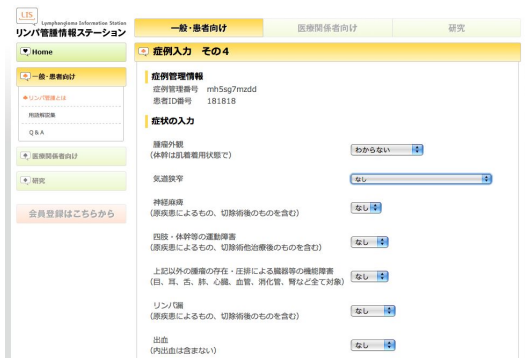 LIS
Lymphangioma Information Station
リンパ管腫情報ステーション
一般・患者向け
医療関係者向け
研究
Home
一般・患者向け
リンパ管腫とは
用語解説集
Q & A
医療関係者向け
研究
会員登録はこちらから
症例入力 その4
症例管理情報
症例管理番号 mh5sg7mzdd
患者ID番号 181818
症状の入力
腫瘤外観
(体幹は肌着着用状態で)
わからない
気道狭窄
なし
神経麻痺
(原疾患によるもの、切除術後のものを含む)
なし
四肢・体幹等の運動障害
(原疾患によるもの、切除術他治療後のものを含む)
なし
上記以外の腫瘤の存在・圧排による臓器等の機能障害
(目、耳、舌、肺、心臓、血管、消化管、腎など全て対象)
なし
リンパ漏
(原疾患によるもの、切除術後のものを含む)
なし
出血
(内出血は含まない)
なし